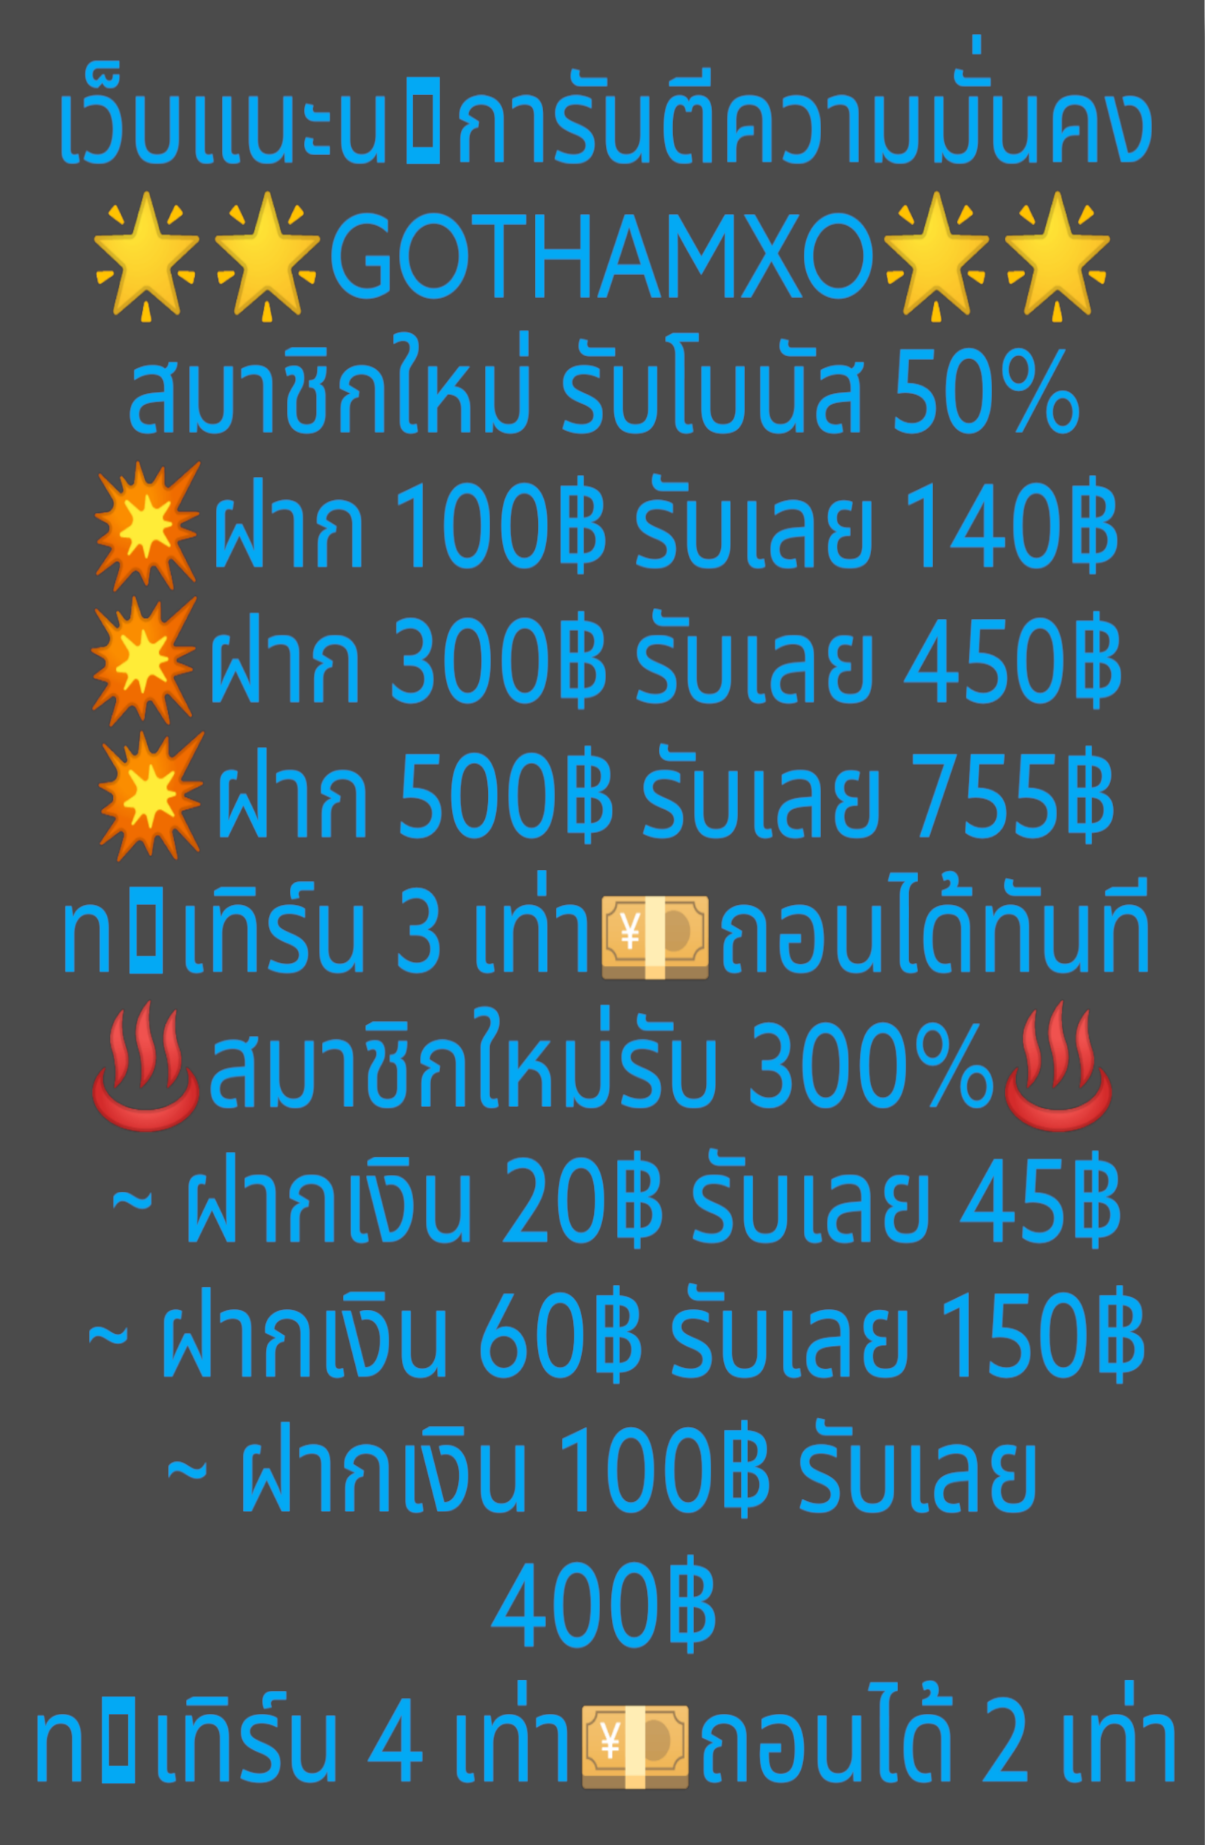 เว็บแนะน▯การันตีความมั่นคง
🌟🌟GOTHAMXO🌟🌟
สมาชิกใหม่ รับโบนัส 50%
💥ฝาก 100฿ รับเลย 140฿
💥ฝาก 300฿ รับเลย 450฿
💥ฝาก 500฿ รับเลย 755฿
ท▯เทิร์น 3 เท่า💴ถอนได้ทันที
♨️สมาชิกใหม่รับ 300%♨️
~ ฝากเงิน 20฿ รับเลย 45฿
~ ฝากเงิน 60฿ รับเลย 150฿
~ ฝากเงิน 100฿ รับเลย
400฿
ท▯เทิร์น 4 เท่า💴ถอนได้ 2 เท่า